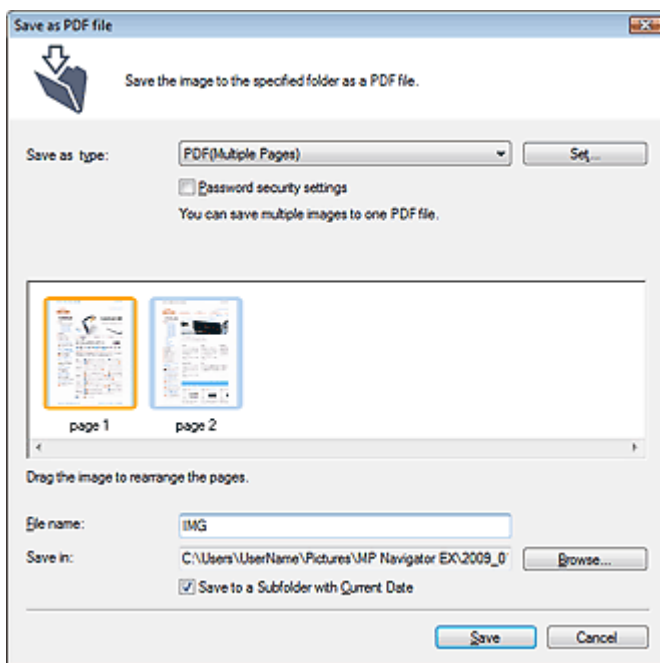 Save as PDF file
Save the image to the specified folder as a PDF file.
Save as type: PDF(Multiple Pages) Set...
Password security settings
You can save multiple images to one PDF file.
page 1 page 2
Drag the image to rearrange the pages.
File name: IMG
Save in: C:\Users\UserName\Pictures\MP Navigator EX\2009_0 Browse...
Save to a Subfolder with Current Date
Save Cancel